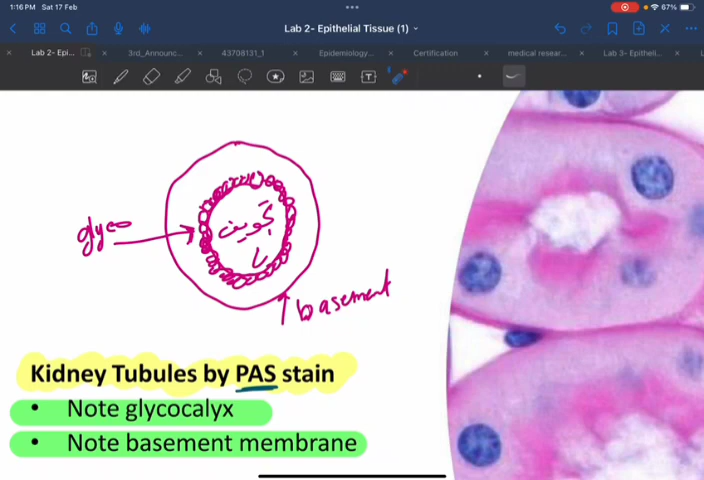 1:16 PM Sat 17 Feb
67%
Lab 2- Epithelial Tissue (1)
Lab 2- Epi...
3rd_Announc...
43708131_1
Epidemiology...
Certification
medical resear...
Lab 3- Epitheli...
glyco
تجويف
basement
Kidney Tubules by PAS stain
• Note glycocalyx
• Note basement membrane